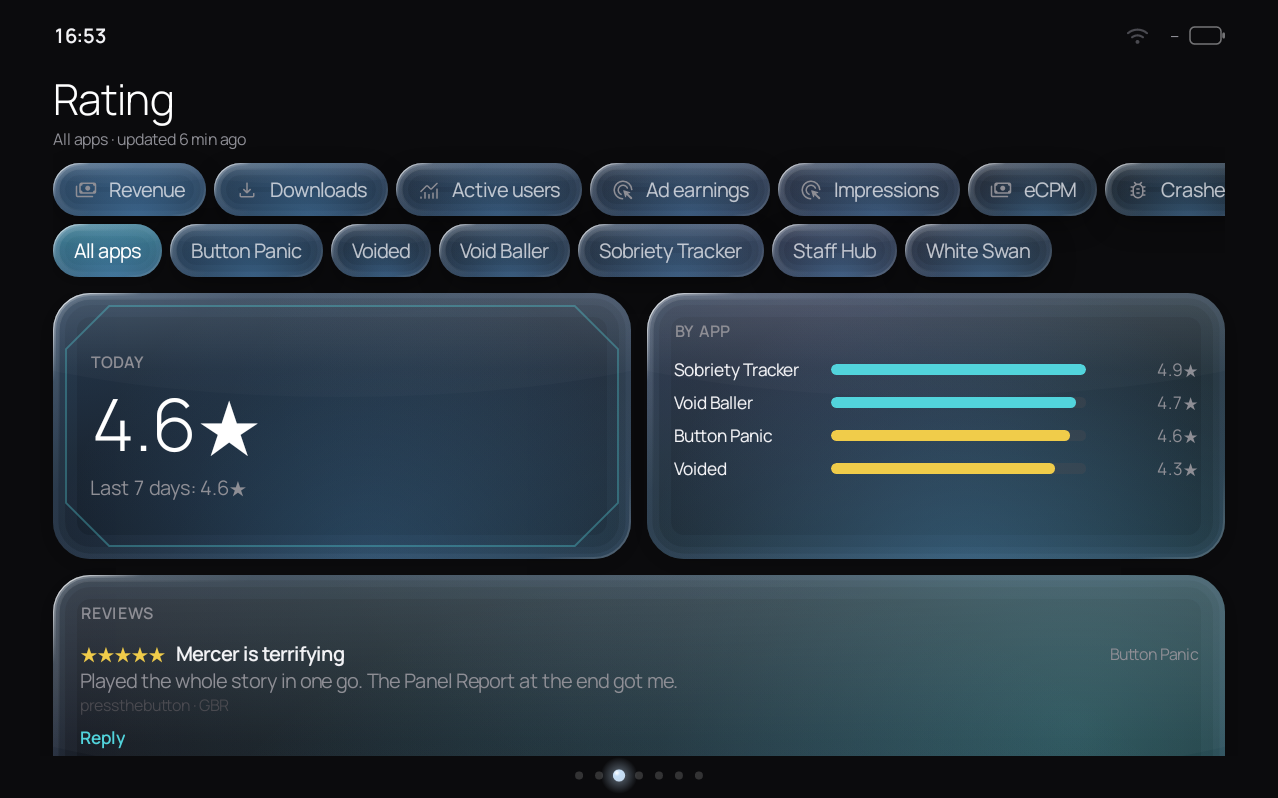 16:53
Rating
All apps · updated 6 min ago
Revenue Downloads Active users Ad earnings Impressions eCPM Crashe
All apps Button Panic Voided Void Baller Sobriety Tracker Staff Hub White Swan
TODAY
4.6★
Last 7 days: 4.6★
BY APP
Sobriety Tracker 4.9★
Void Baller 4.7★
Button Panic 4.6★
Voided 4.3★
REVIEWS
★★★★★ Mercer is terrifying Button Panic
Played the whole story in one go. The Panel Report at the end got me.
pressthebutton · GBR
Reply